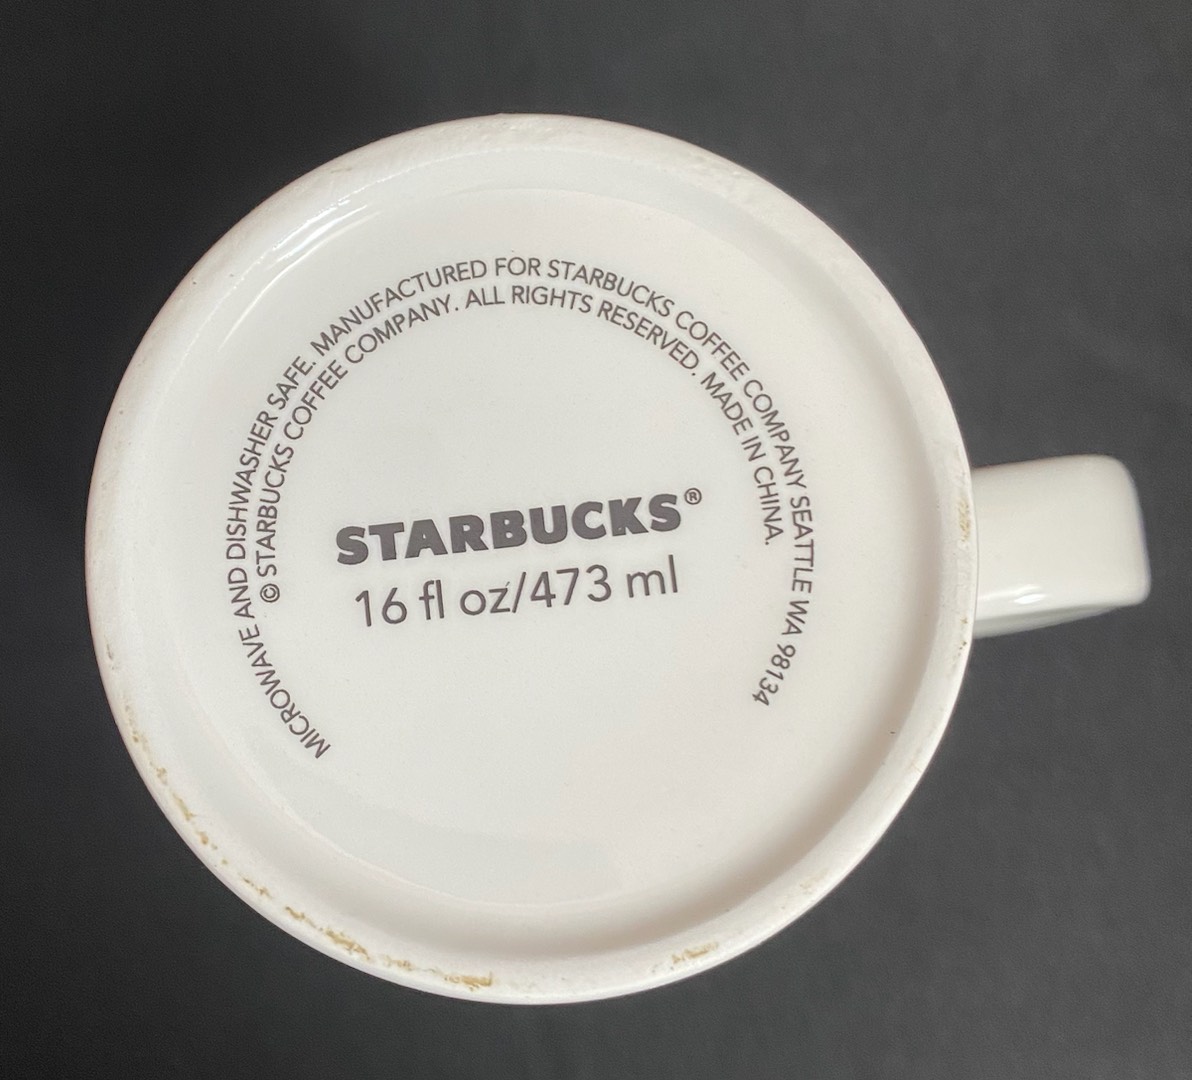 MICROWAVE AND DISHWASHER SAFE. MANUFACTURED FOR STARBUCKS COFFEE COMPANY SEATTLE WA 98134
© STARBUCKS COFFEE COMPANY. ALL RIGHTS RESERVED. MADE IN CHINA.
STARBUCKS®
16 fl oz/473 ml